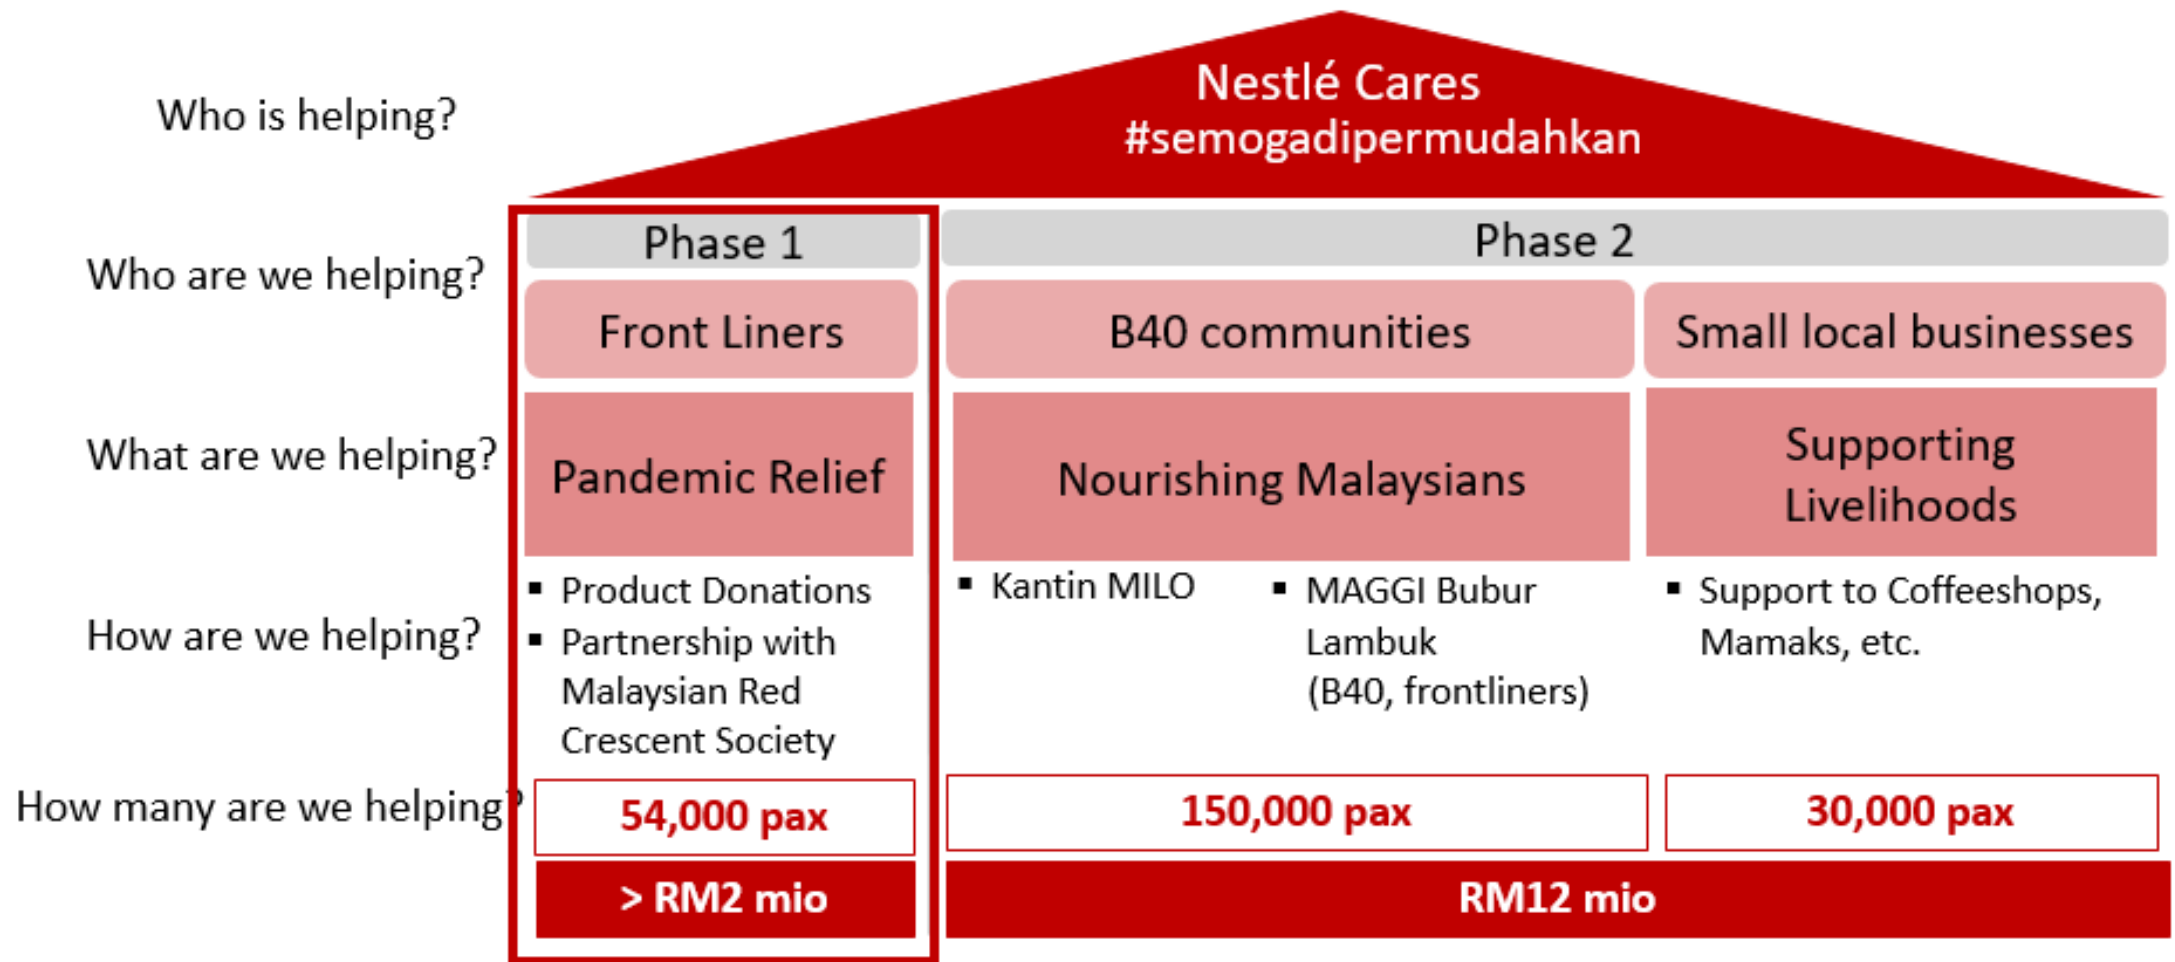 Nestlé Cares
#semogadipermudahkan
Who is helping?
Phase 1
Phase 2
Who are we helping?
Front Liners
B40 communities
Small local businesses
What are we helping?
Pandemic Relief
Nourishing Malaysians
Supporting
Livelihoods
How are we helping?
▪ Product Donations
▪ Partnership with
Malaysian Red
Crescent Society
▪ Kantin MILO
▪ MAGGI Bubur
Lambuk
(B40, frontliners)
▪ Support to Coffeeshops,
Mamaks, etc.
How many are we helping?
54,000 pax
150,000 pax
30,000 pax
> RM2 mio
RM12 mio